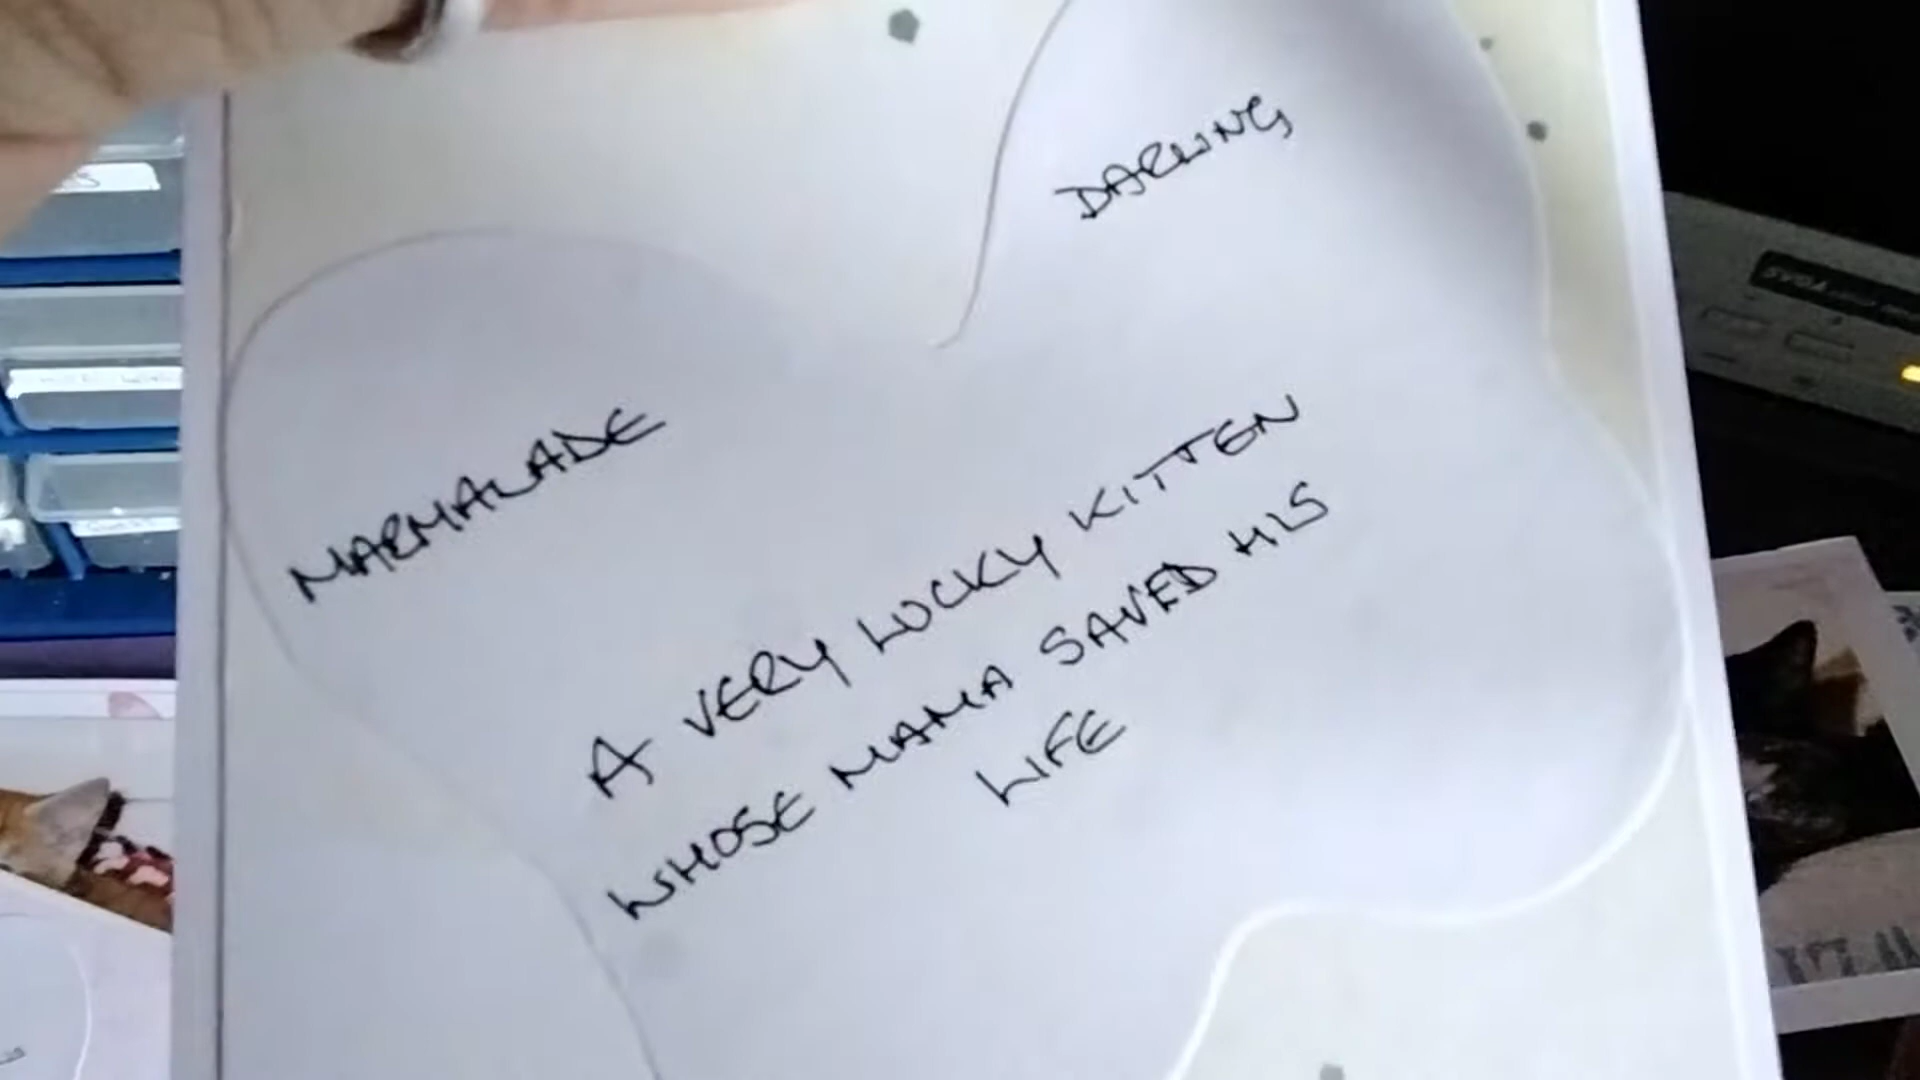 DARLING
MARMALADE
A VERY LUCKY KITTEN
WHOSE MAMA SAVED HIS
LIFE